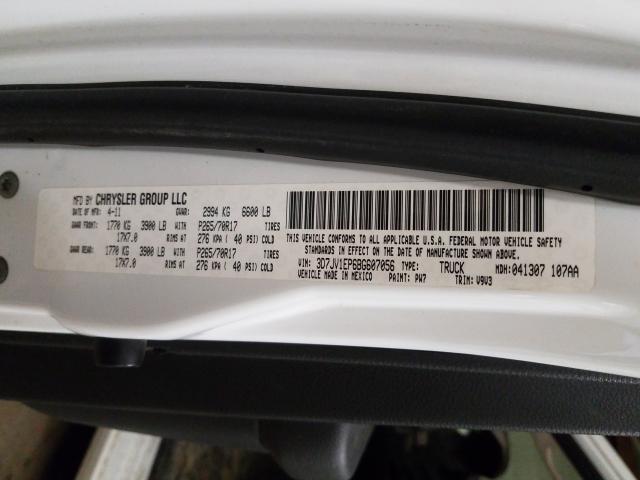 MFD BY CHRYSLER GROUP LLC
DATE OF MFR: 4-11 GVWR: 2994 KG 6600 LB
GAWR FRONT: 1770 KG 3900 LB P265/70R17 TIRES
17X7.0 RIMS AT 276 KPA ( 40 PSI) COLD
GAWR REAR: 1770 KG 3900 LB P265/70R17 TIRES
17X7.0 RIMS AT 276 KPA ( 40 PSI) COLD
THIS VEHICLE CONFORMS TO ALL APPLICABLE U.S.A. FEDERAL MOTOR VEHICLE SAFETY
STANDARDS IN EFFECT ON THE DATE OF MANUFACTURE SHOWN ABOVE.
VIN: 3D7JV1EP6BG607056 TYPE: TRUCK MDH: 041307 107AA
VEHICLE MADE IN MEXICO PAINT: PW7 TRIM: V9V3